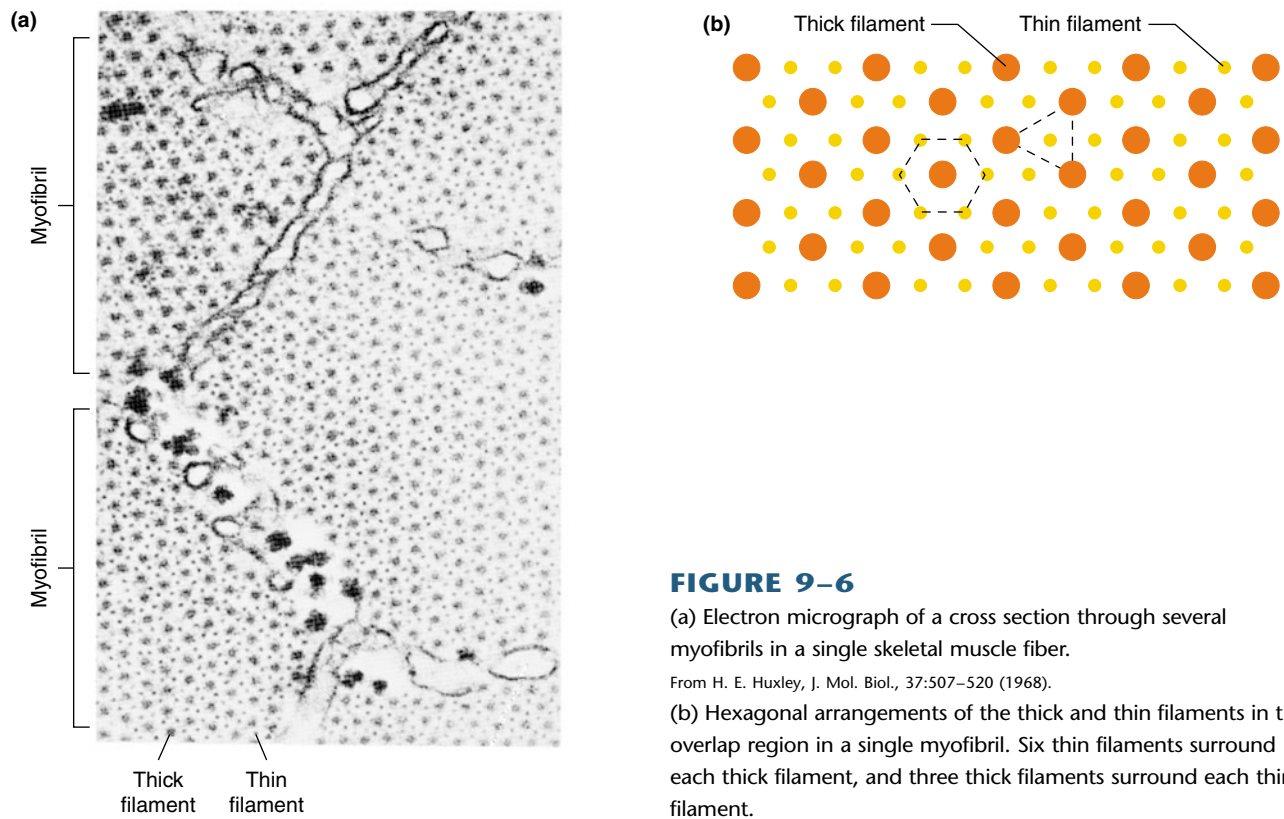 (a)
Myofibril
Myofibril
Thick
filament
Thin
filament
(b)
Thick filament
Thin filament
FIGURE 9–6
(a) Electron micrograph of a cross section through several
myofibrils in a single skeletal muscle fiber.
From H. E. Huxley, J. Mol. Biol., 37:507–520 (1968).
(b) Hexagonal arrangements of the thick and thin filaments in t
overlap region in a single myofibril. Six thin filaments surround
each thick filament, and three thick filaments surround each thi
filament.